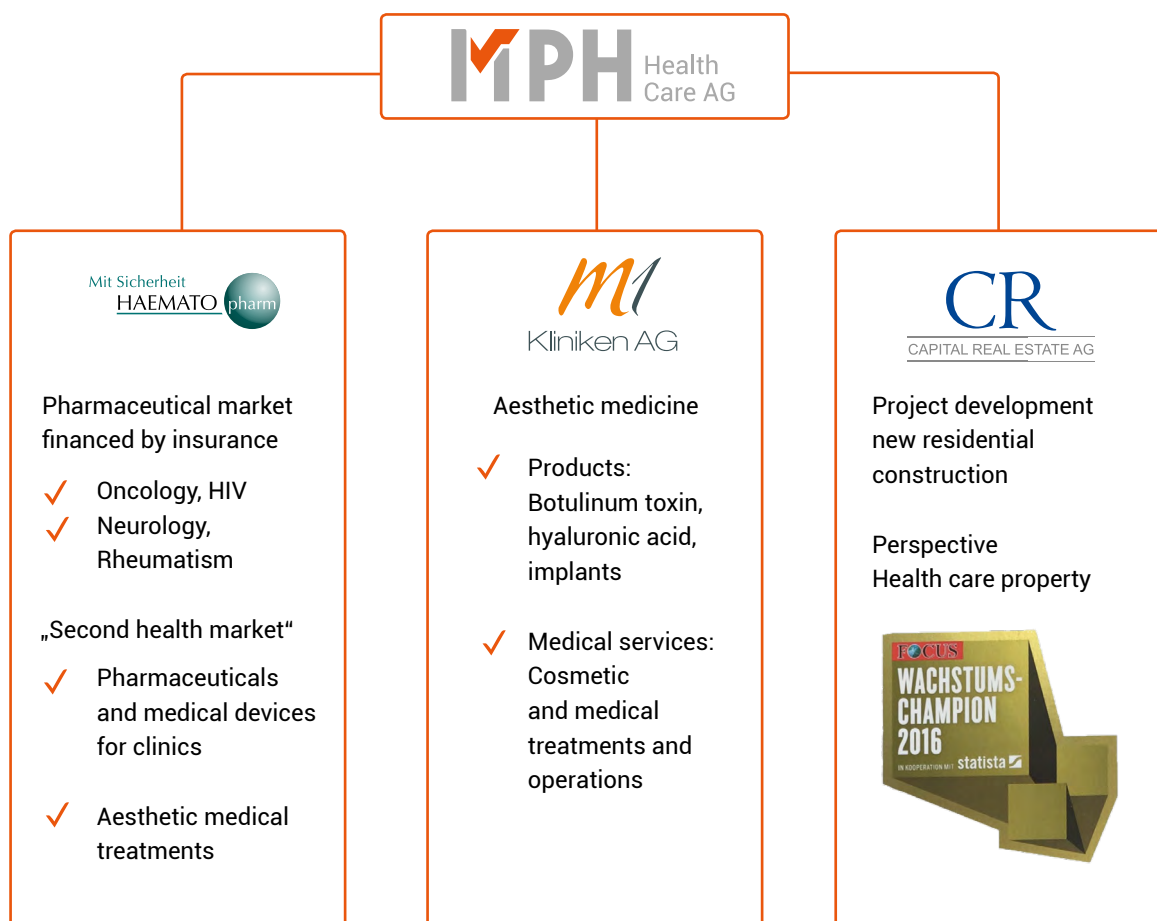 MPH Health
Care AG
Mit Sicherheit
HAEMATO pharm
Pharmaceutical market
financed by insurance
Oncology, HIV
Neurology,
Rheumatism
„Second health market“
Pharmaceuticals
and medical devices
for clinics
Aesthetic medical
treatments
m1
Kliniken AG
Aesthetic medicine
Products:
Botulinum toxin,
hyaluronic acid,
implants
Medical services:
Cosmetic
and medical
treatments and
operations
CR
CAPITAL REAL ESTATE AG
Project development
new residential
construction
Perspective
Health care property
FOCUS
WACHSTUMS-
CHAMPION
2016
IN KOOPERATION MIT statista